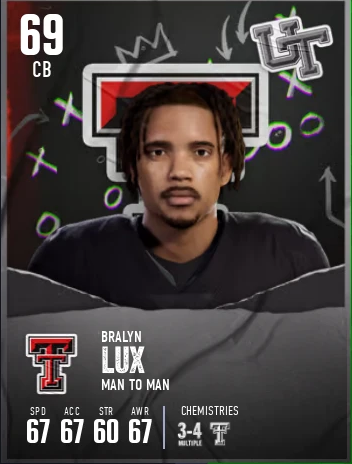 69
CB
UT
BRALYN
LUX
MAN TO MAN
SPD ACC STR AWR
67 67 60 67
CHEMISTRIES
3-4
MULTIPLE